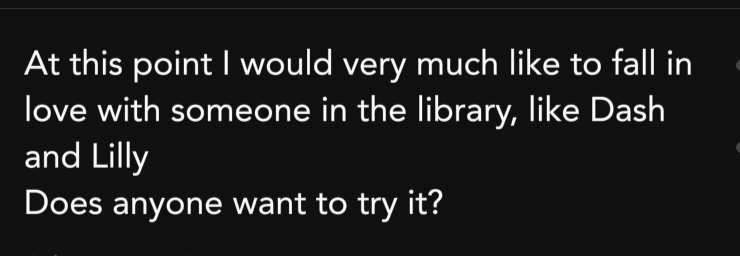 At this point I would very much like to fall in
love with someone in the library, like Dash
and Lilly
Does anyone want to try it?